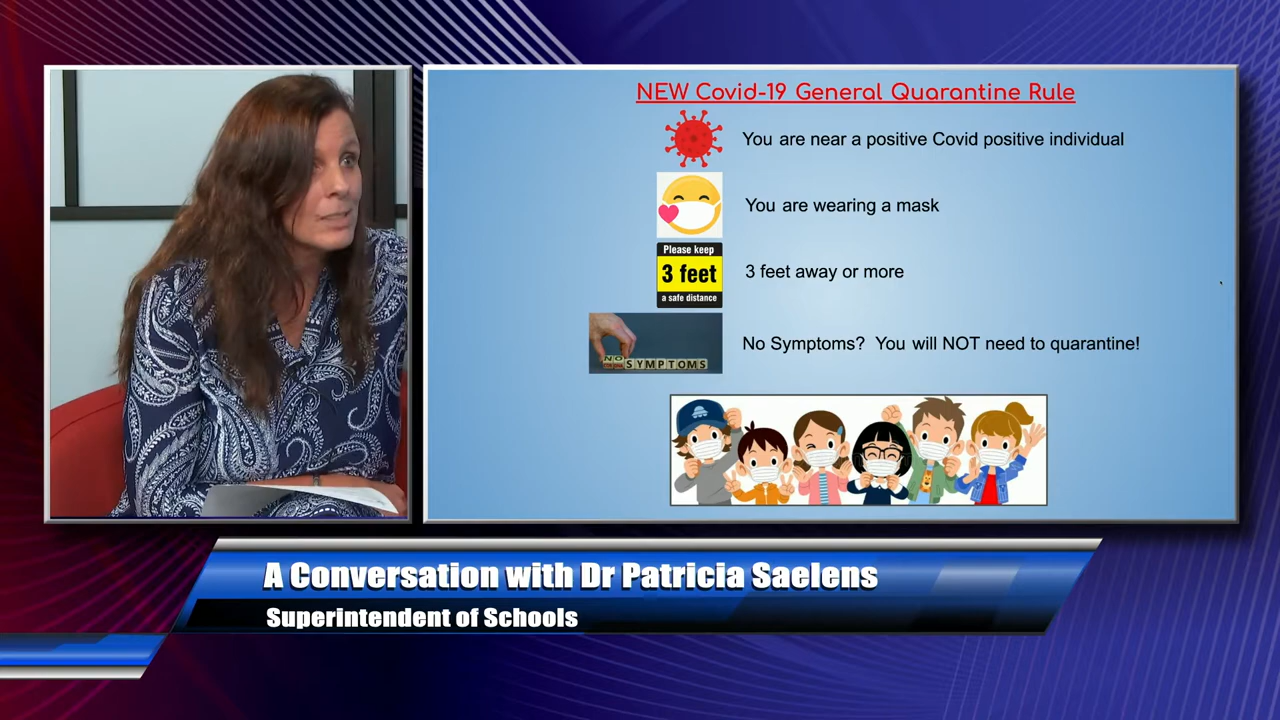 NEW Covid-19 General Quarantine Rule
You are near a positive Covid positive individual
You are wearing a mask
Please keep
3 feet
a safe distance
3 feet away or more
NO
SYMPTOMS
No Symptoms?  You will NOT need to quarantine!
A Conversation with Dr Patricia Saelens
Superintendent of Schools